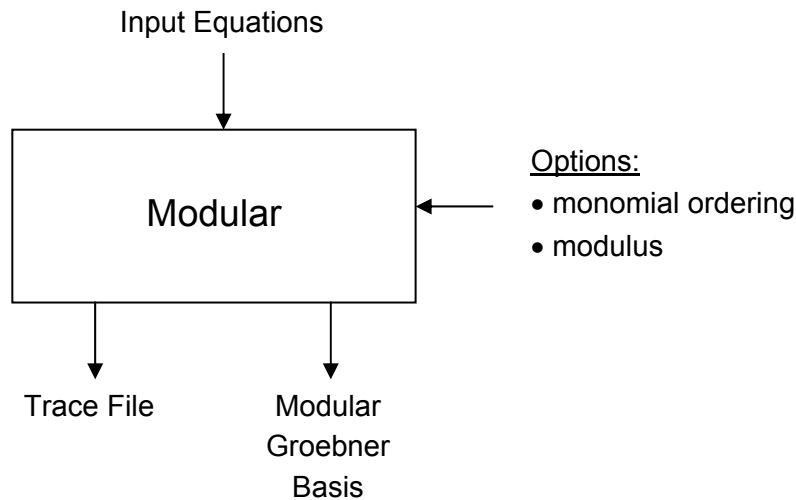 Input Equations
Modular
Options:
• monomial ordering
• modulus
Trace File
Modular
Groebner
Basis